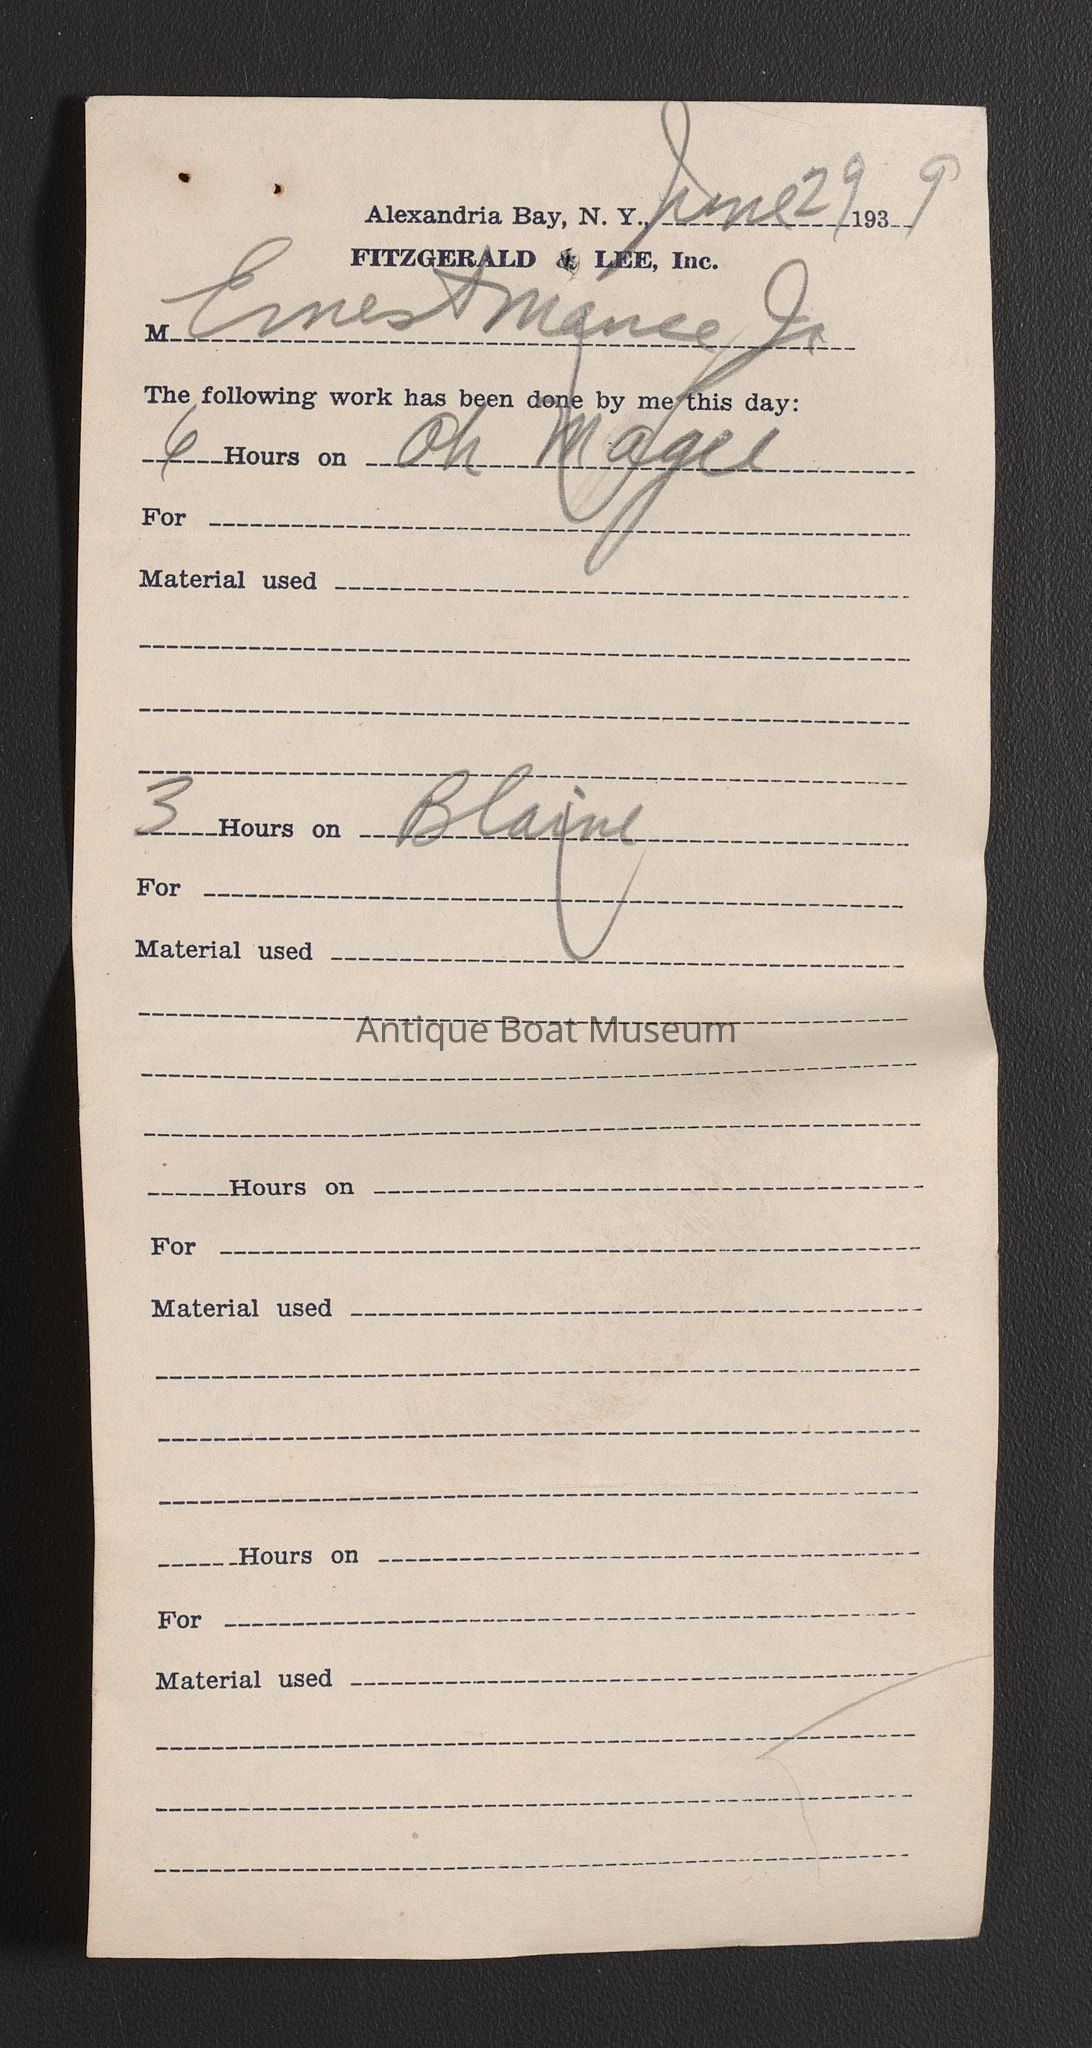 Alexandria Bay, N. Y., June 29 1939
FITZGERALD & LEE, Inc.
M Ernest Mance Jr
The following work has been done by me this day:
6 Hours on Oh Magee
For
Material used
3 Hours on Blaine
For
Material used
Antique Boat Museum
Hours on
For
Material used
Hours on
For
Material used